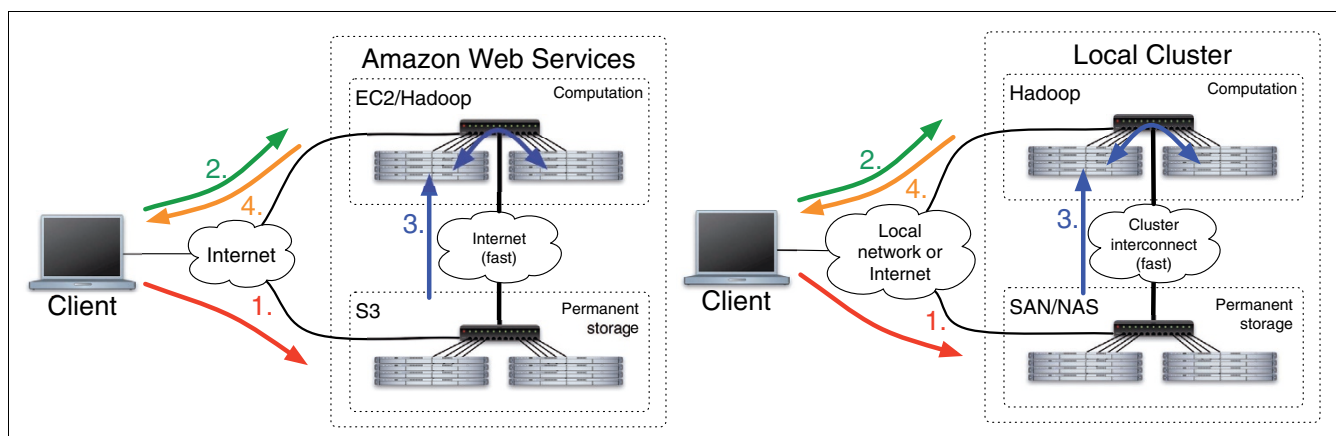 Amazon Web Services
EC2/Hadoop
Computation
2.
4.
3.
Internet
Internet
(fast)
Client
1.
S3
Permanent
storage
Local Cluster
Hadoop
Computation
2.
4.
3.
Local
network or
Internet
Cluster
interconnect
(fast)
Client
1.
SAN/NAS
Permanent
storage